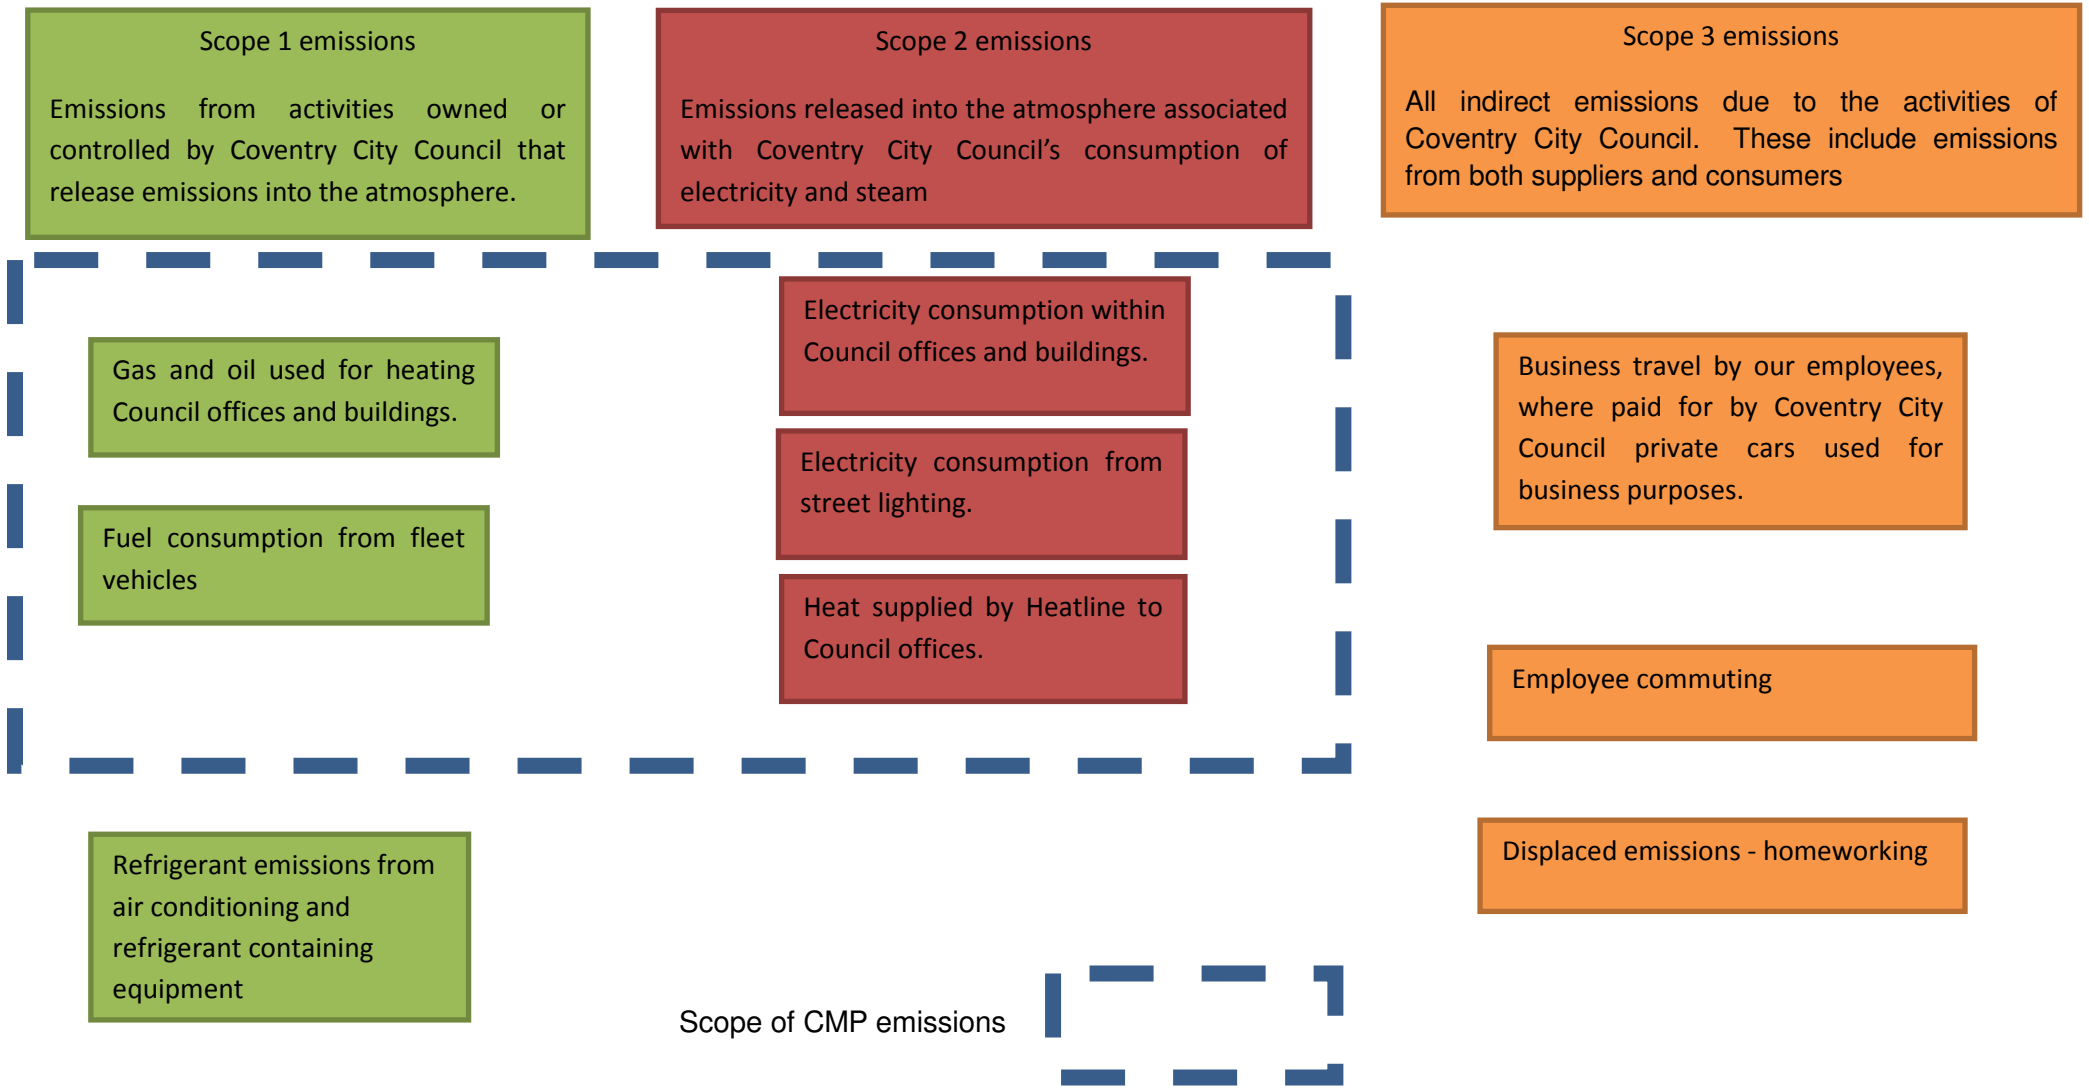 Scope 1 emissions
Emissions from activities owned or
controlled by Coventry City Council that
release emissions into the atmosphere.
Scope 2 emissions
Emissions released into the atmosphere associated
with Coventry City Council’s consumption of
electricity and steam
Scope 3 emissions
All indirect emissions due to the activities of
Coventry City Council. These include emissions
from both suppliers and consumers
Gas and oil used for heating
Council offices and buildings.
Fuel consumption from fleet
vehicles
Electricity consumption within
Council offices and buildings.
Electricity consumption from
street lighting.
Heat supplied by Heatline to
Council offices.
Business travel by our employees,
where paid for by Coventry City
Council private cars used for
business purposes.
Employee commuting
Displaced emissions - homeworking
Refrigerant emissions from
air conditioning and
refrigerant containing
equipment
Scope of CMP emissions